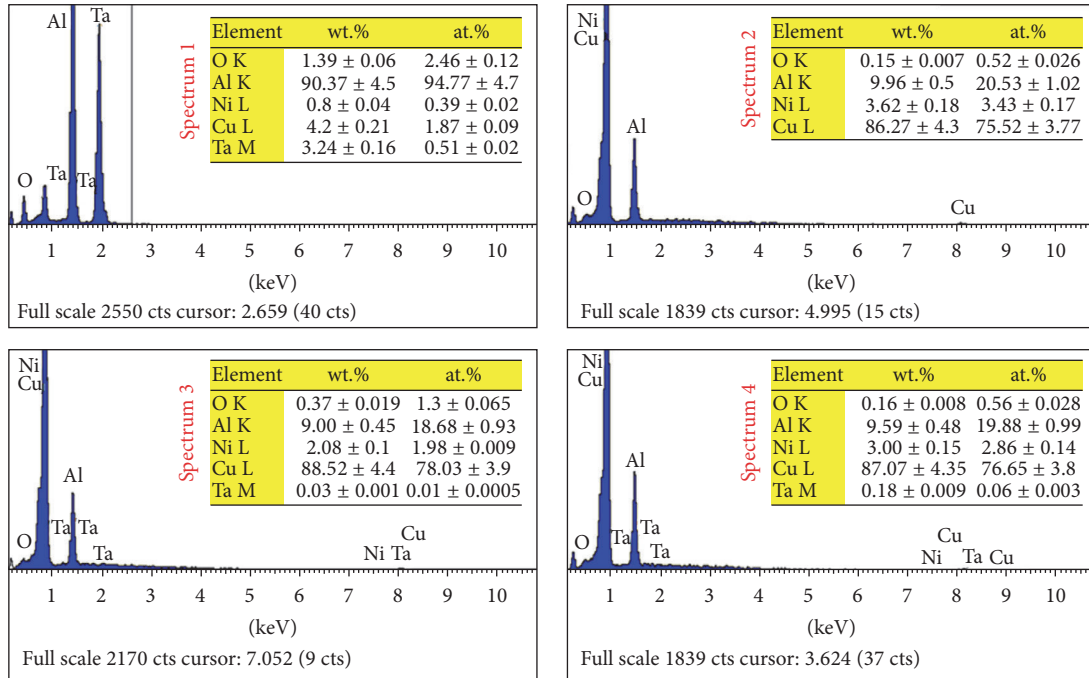 Spectrum 1
Al
Ta
O
Ta
Ta
Element wt.% at.%
O K 1.39 ± 0.06 2.46 ± 0.12
Al K 90.37 ± 4.5 94.77 ± 4.7
Ni L 0.8 ± 0.04 0.39 ± 0.02
Cu L 4.2 ± 0.21 1.87 ± 0.09
Ta M 3.24 ± 0.16 0.51 ± 0.02
1 2 3 4 5 6 7 8 9 10
(keV)
Full scale 2550 cts cursor: 2.659 (40 cts)
Spectrum 2
Ni
Cu
Al
O
Cu
Element wt.% at.%
O K 0.15 ± 0.007 0.52 ± 0.026
Al K 9.96 ± 0.5 20.53 ± 1.02
Ni L 3.62 ± 0.18 3.43 ± 0.17
Cu L 86.27 ± 4.3 75.52 ± 3.77
1 2 3 4 5 6 7 8 9 10
(keV)
Full scale 1839 cts cursor: 4.995 (15 cts)
Spectrum 3
Ni
Cu
Al
O
Ta
Ta
Ta
Cu
Ni Ta
Element wt.% at.%
O K 0.37 ± 0.019 1.3 ± 0.065
Al K 9.00 ± 0.45 18.68 ± 0.93
Ni L 2.08 ± 0.1 1.98 ± 0.009
Cu L 88.52 ± 4.4 78.03 ± 3.9
Ta M 0.03 ± 0.001 0.01 ± 0.0005
1 2 3 4 5 6 7 8 9 10
(keV)
Full scale 2170 cts cursor: 7.052 (9 cts)
Spectrum 4
Ni
Cu
Al
O
Ta
Ta
Ta
Cu
Ni Ta Cu
Element wt.% at.%
O K 0.16 ± 0.008 0.56 ± 0.028
Al K 9.59 ± 0.48 19.88 ± 0.99
Ni L 3.00 ± 0.15 2.86 ± 0.14
Cu L 87.07 ± 4.35 76.65 ± 3.8
Ta M 0.18 ± 0.009 0.06 ± 0.003
1 2 3 4 5 6 7 8 9 10
(keV)
Full scale 1839 cts cursor: 3.624 (37 cts)